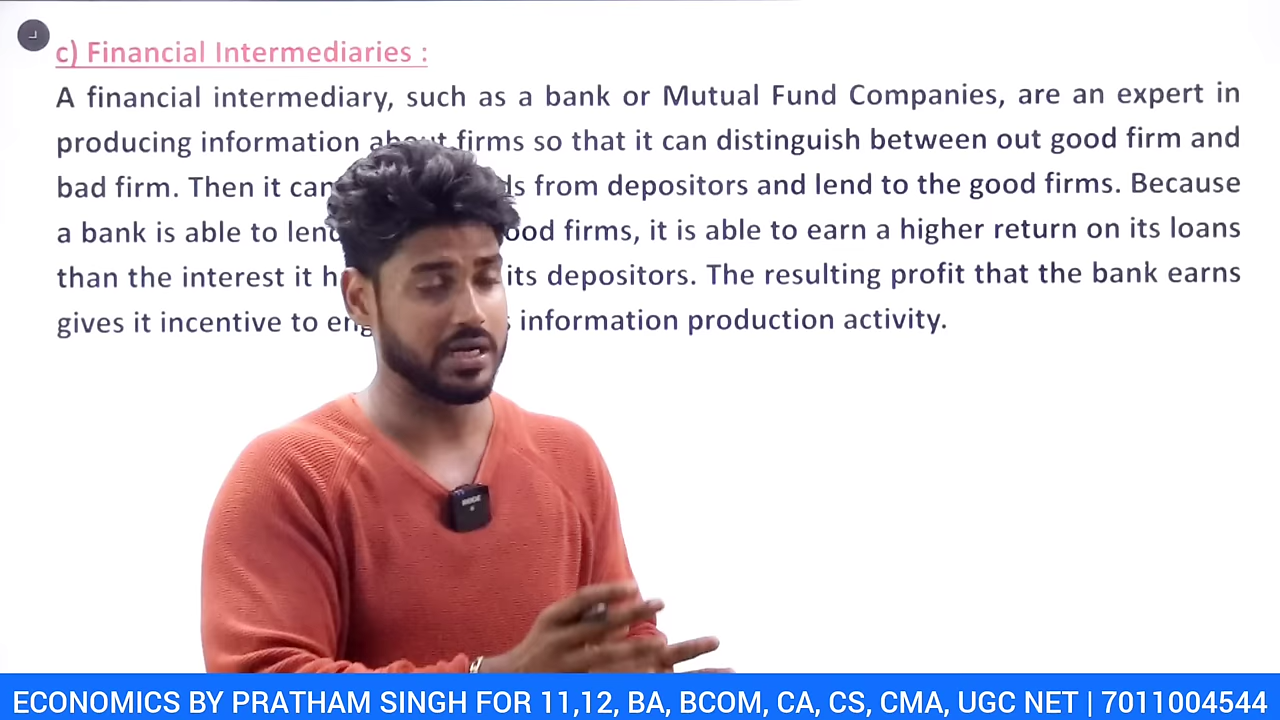 c) Financial Intermediaries :
A financial intermediary, such as a bank or Mutual Fund Companies, are an expert in
producing information about firms so that it can distinguish between out good firm and
bad firm. Then it can from depositors and lend to the good firms. Because
a bank is able to lend good firms, it is able to earn a higher return on its loans
than the interest it its depositors. The resulting profit that the bank earns
gives it incentive to information production activity.
RODE
ECONOMICS BY PRATHAM SINGH FOR 11,12, BA, BCOM, CA, CS, CMA, UGC NET | 7011004544